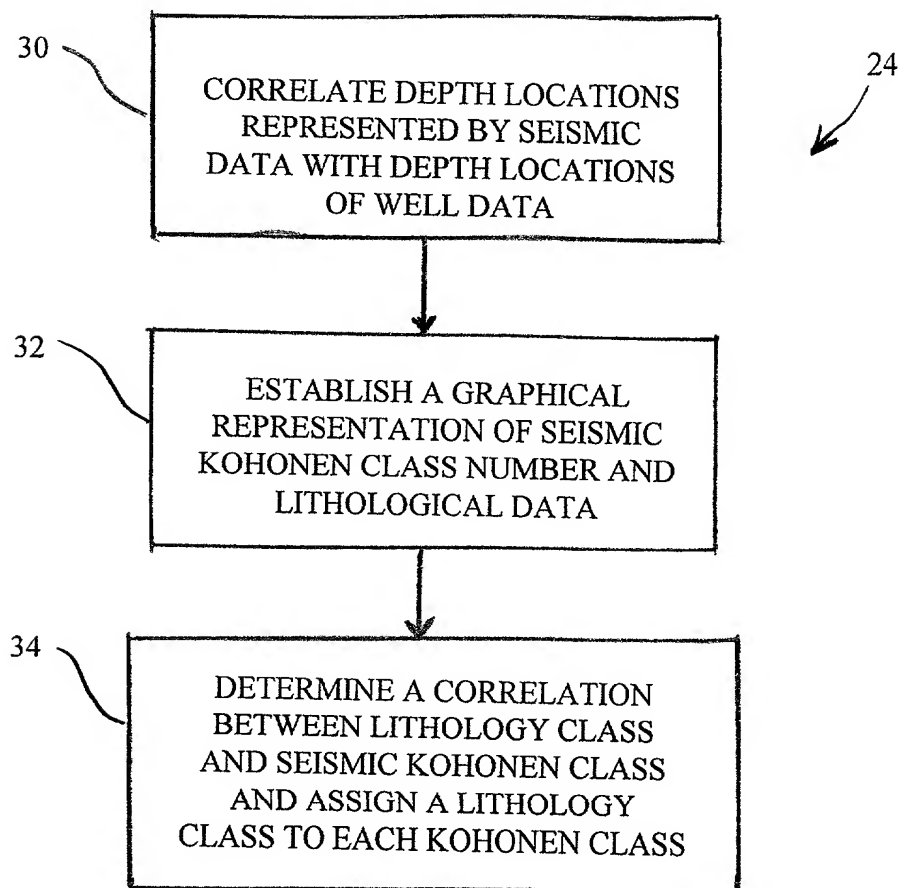 30
24
CORRELATE DEPTH LOCATIONS
REPRESENTED BY SEISMIC
DATA WITH DEPTH LOCATIONS
OF WELL DATA
32
ESTABLISH A GRAPHICAL
REPRESENTATION OF SEISMIC
KOHONEN CLASS NUMBER AND
LITHOLOGICAL DATA
34
DETERMINE A CORRELATION
BETWEEN LITHOLOGY CLASS
AND SEISMIC KOHONEN CLASS
AND ASSIGN A LITHOLOGY
CLASS TO EACH KOHONEN CLASS